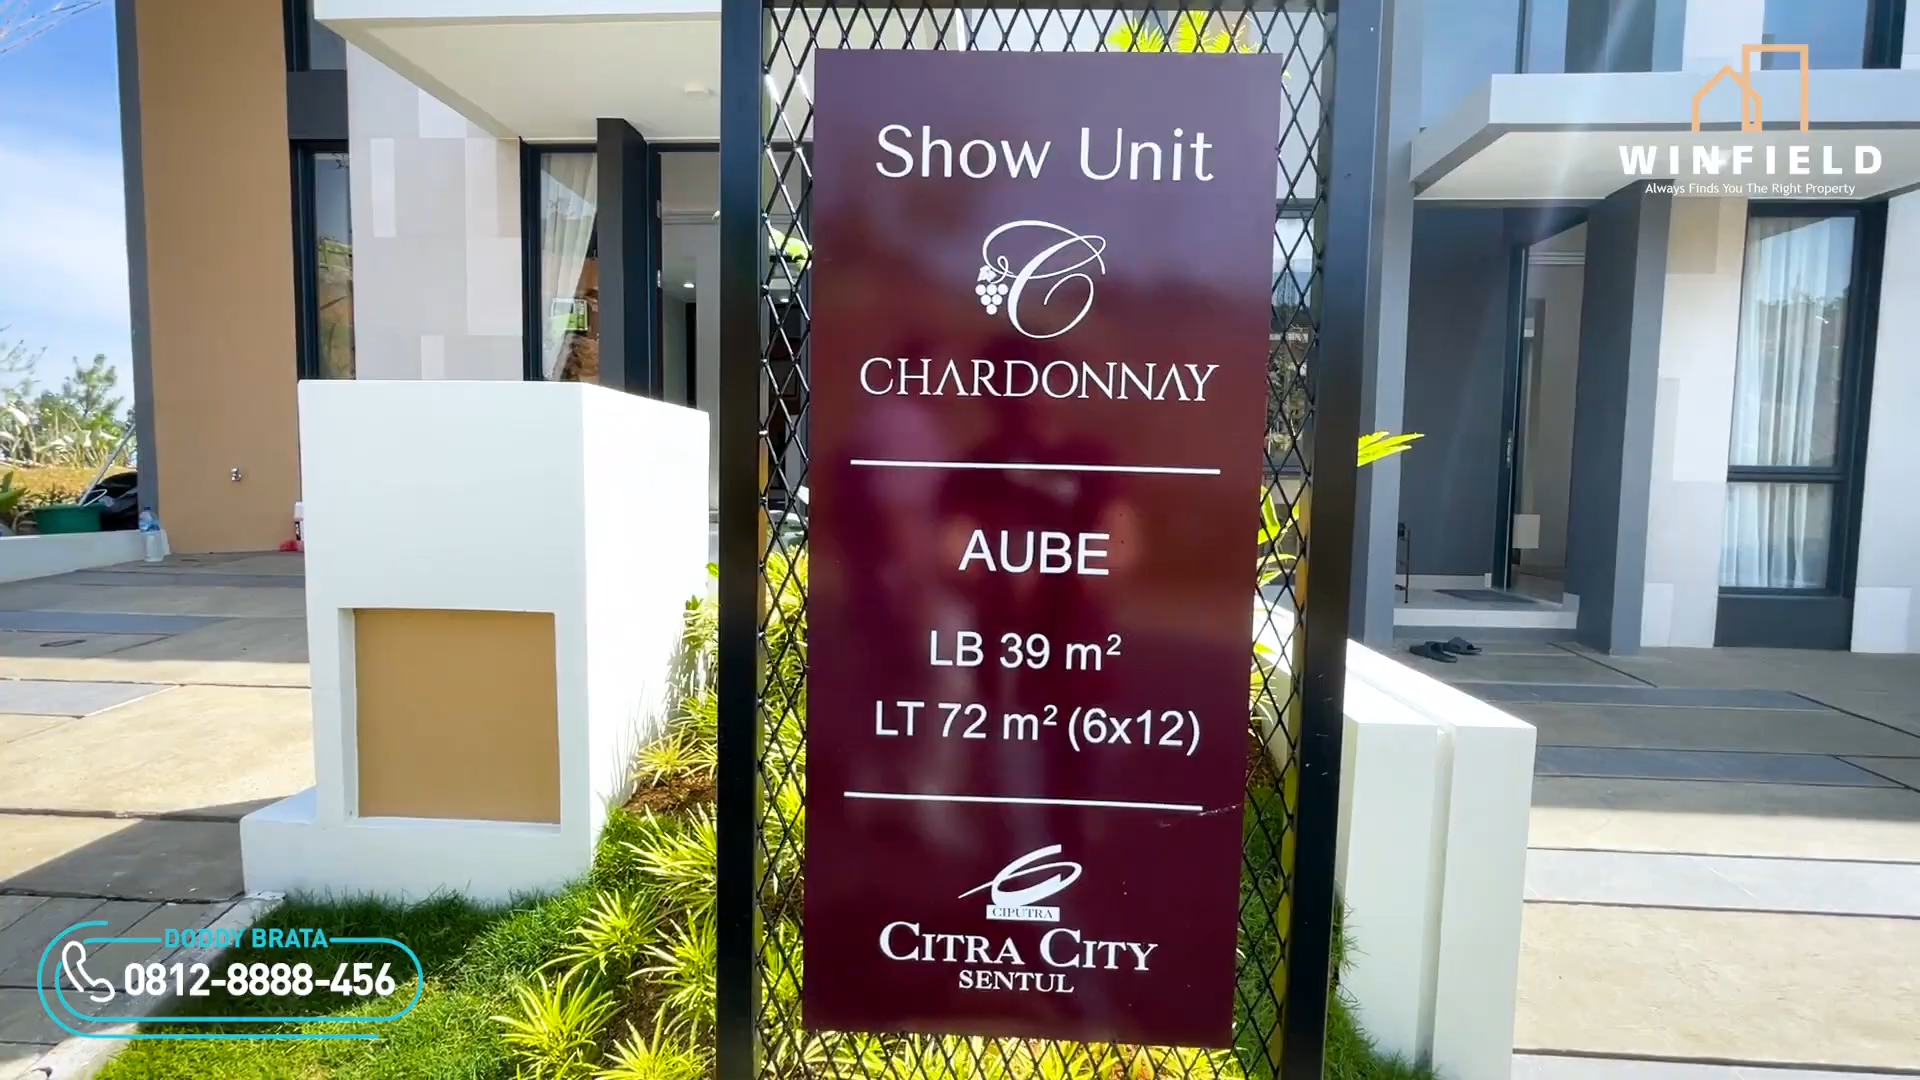 Show Unit
C
CHARDONNAY
AUBE
LB 39 m²
LT 72 m² (6x12)
CIPUTRA
CITRA CITY
SENTUL
WINFIELD
Always Finds You The Right Property
DODDY BRATA
0812-8888-456